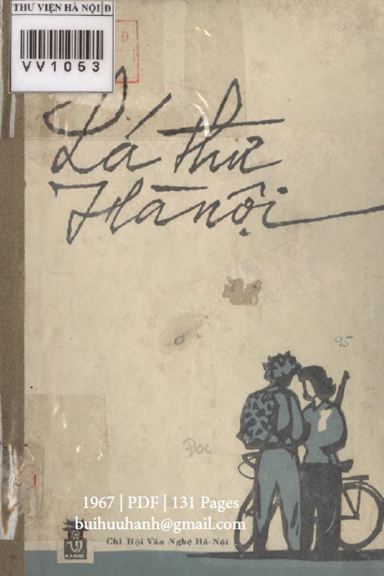 THƯ VIỆN HÀ NỘI Đ
VV1053
Đ
Lá thư
Hà nội
95
Đọc
1967 | PDF | 131 Pages
buihuuhanh@gmail.com
HANOI
Chi Hội Văn Nghệ Hà-Nội